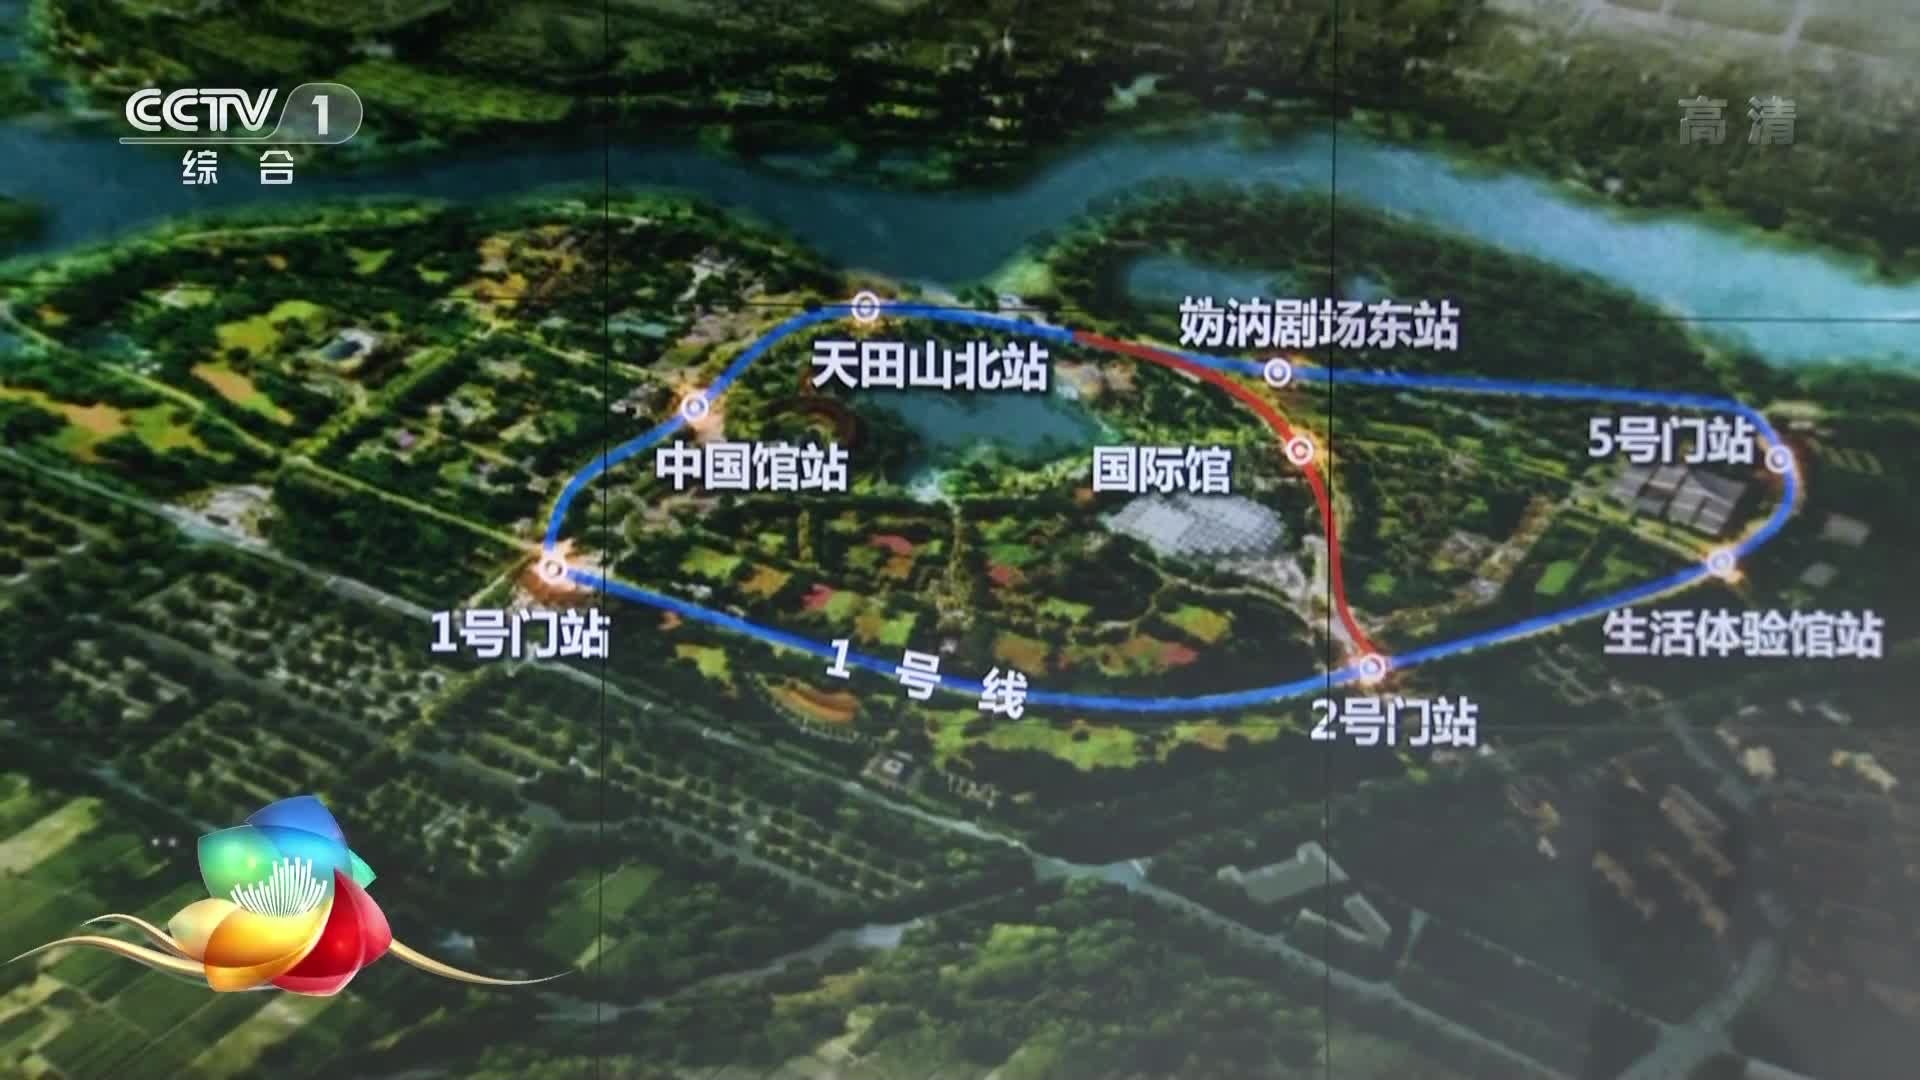 CCTV 1
综合
高清
妫汭剧场东站
天田山北站
5号门站
中国馆站
国际馆
1号门站
生活体验馆站
1号线
2号门站